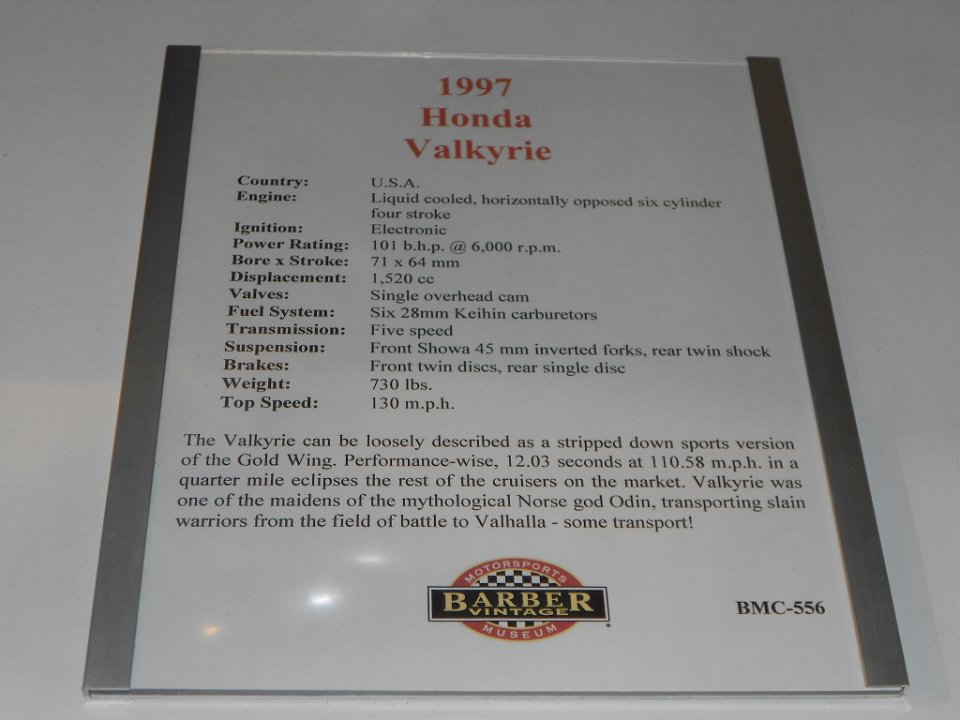 1997
Honda
Valkyrie
Country: U.S.A.
Engine: Liquid cooled, horizontally opposed six cylinder
four stroke
Ignition: Electronic
Power Rating: 101 b.h.p. @ 6,000 r.p.m.
Bore x Stroke: 71 x 64 mm
Displacement: 1,520 cc
Valves: Single overhead cam
Fuel System: Six 28mm Keihin carburetors
Transmission: Five speed
Suspension: Front Showa 45 mm inverted forks, rear twin shock
Brakes: Front twin discs, rear single disc
Weight: 730 lbs.
Top Speed: 130 m.p.h.
The Valkyrie can be loosely described as a stripped down sports version
of the Gold Wing. Performance-wise, 12.03 seconds at 110.58 m.p.h. in a
quarter mile eclipses the rest of the cruisers on the market. Valkyrie was
one of the maidens of the mythological Norse god Odin, transporting slain
warriors from the field of battle to Valhalla - some transport!
MOTORSPORTS
BARBER
VINTAGE
MUSEUM
BMC-556